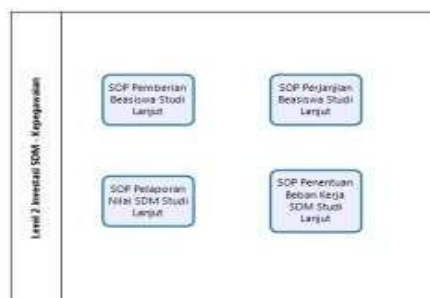 Level 2 Investasi SDM - Kepegawaian
SOP Pemberian
Beasiswa Studi
Lanjut
SOP Perjanjian
Beasiswa Studi
Lanjut
SOP Pelaporan
Nilai SDM Studi
Lanjut
SOP Penentuan
Beban Kerja
SDM Studi
Lanjut